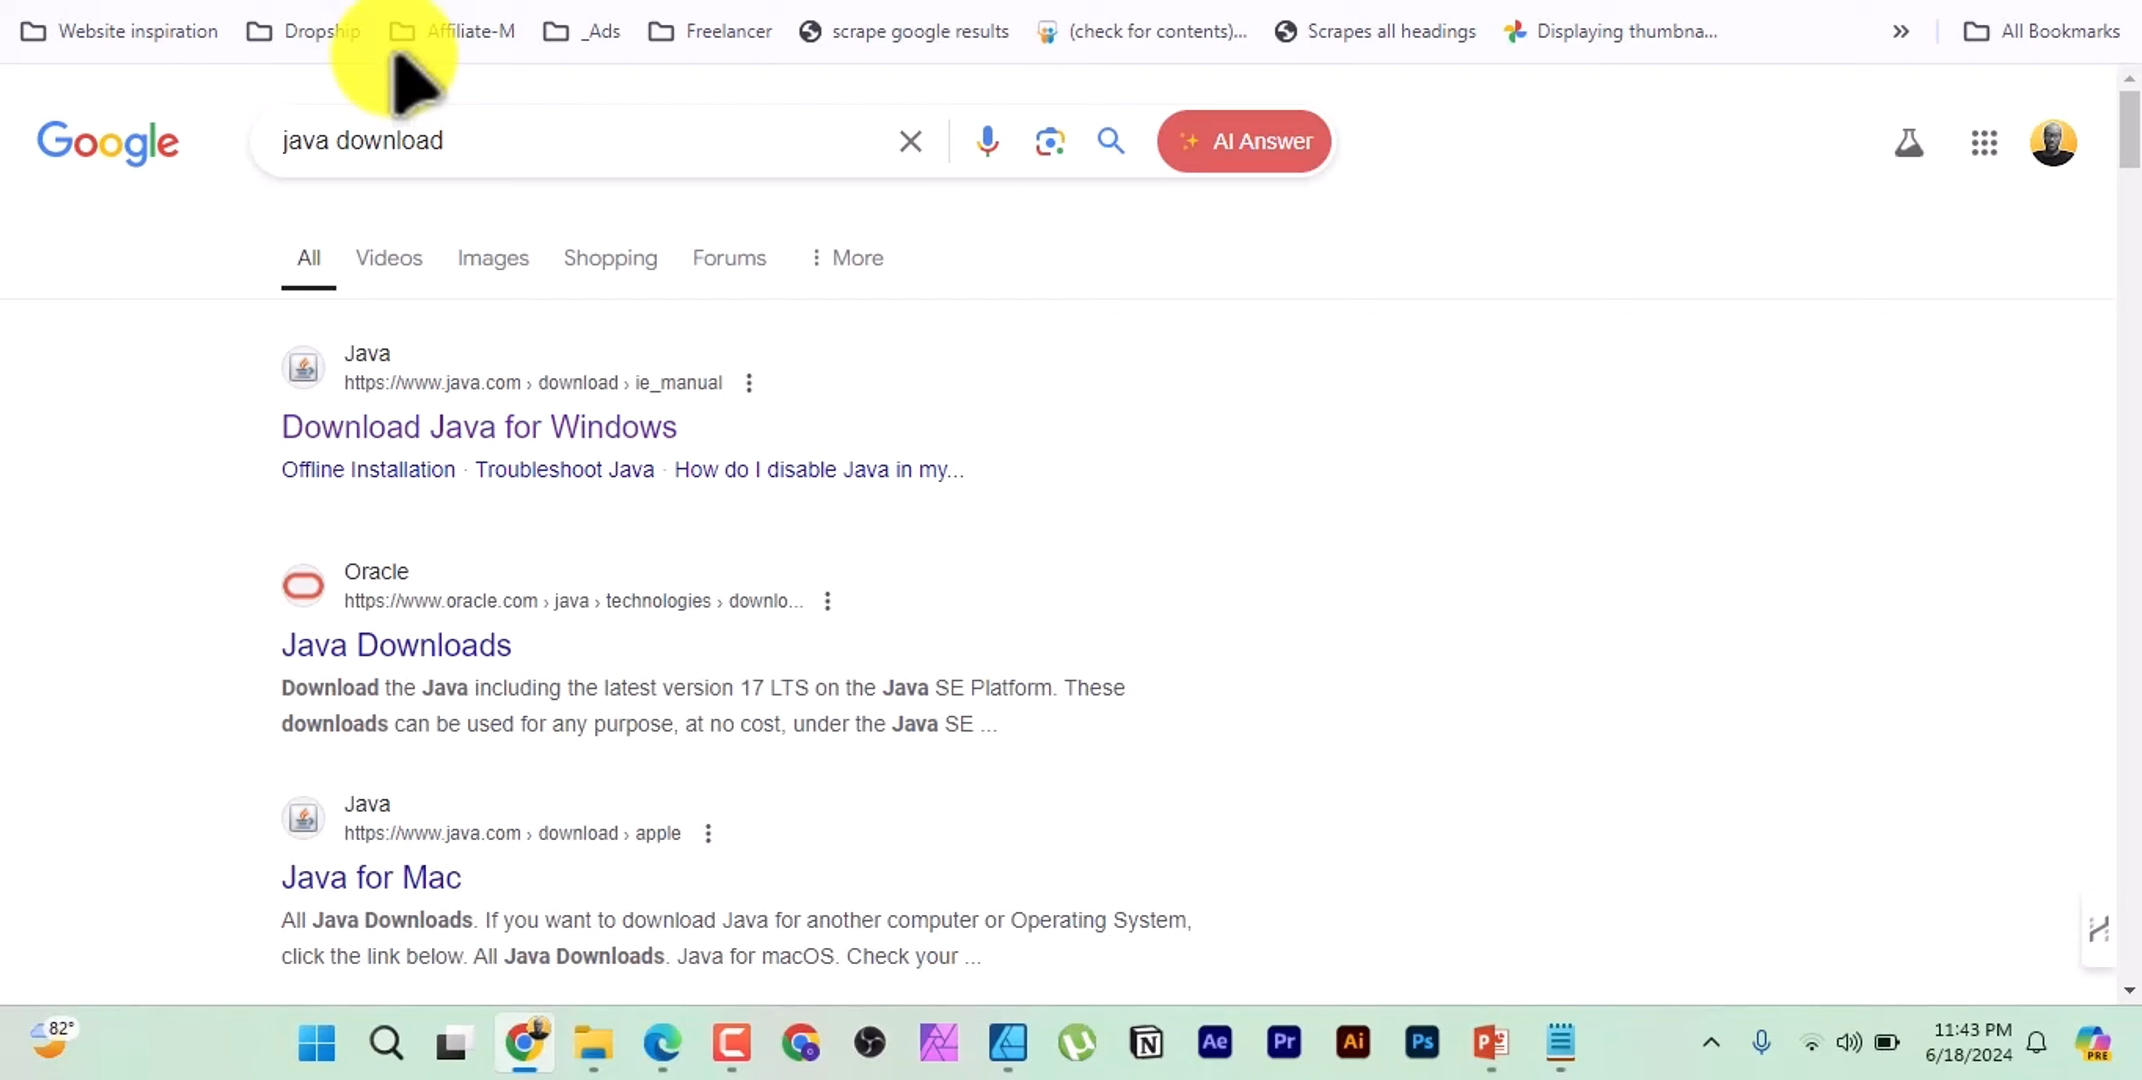 Website inspiration Dropship Affiliate-M _Ads Freelancer scrape google results (check for contents)... Scrapes all headings Displaying thumbna... » All Bookmarks
Google java download AI Answer
All Videos Images Shopping Forums More
Java
https://www.java.com › download › ie_manual
Download Java for Windows
Offline Installation · Troubleshoot Java · How do I disable Java in my...
Oracle
https://www.oracle.com › java › technologies › downlo...
Java Downloads
Download the Java including the latest version 17 LTS on the Java SE Platform. These
downloads can be used for any purpose, at no cost, under the Java SE ...
Java
https://www.java.com › download › apple
Java for Mac
All Java Downloads. If you want to download Java for another computer or Operating System,
click the link below. All Java Downloads. Java for macOS. Check your ...
82° Ae Pr Ai Ps 11:43 PM
6/18/2024 PRE